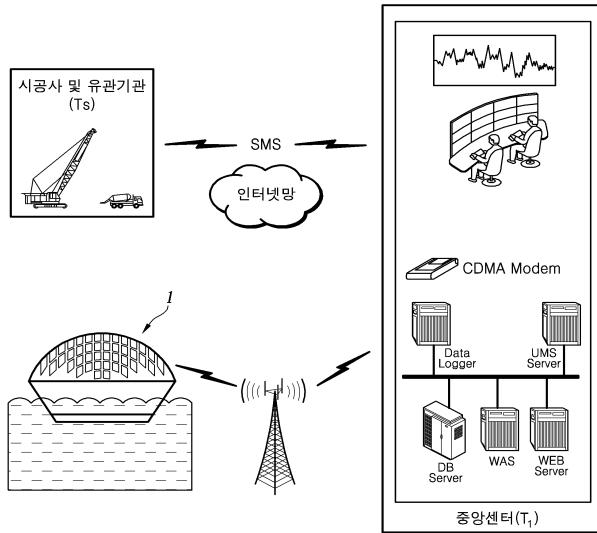 시공사 및 유관기관
(Ts)
SMS
인터넷망
1
CDMA Modem
Data
Logger
UMS
Server
DB
Server
WAS
WEB
Server
중앙센터(T₁)